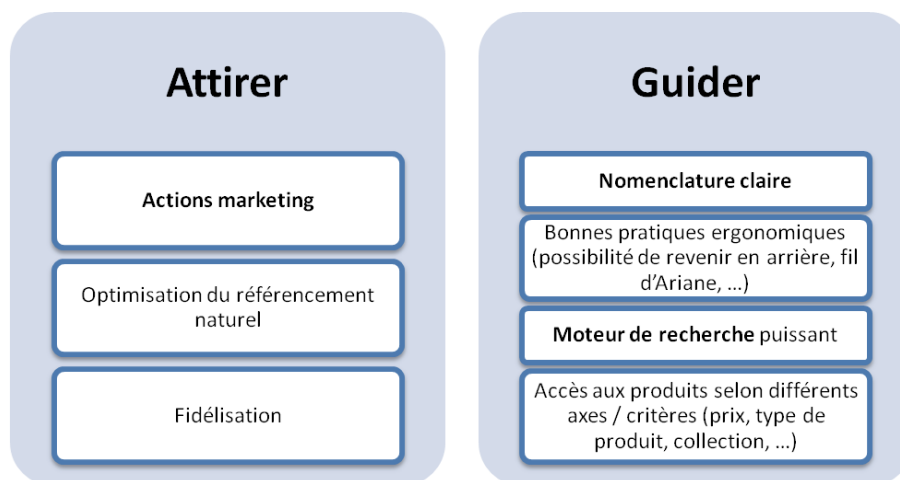 Attirer
Actions marketing
Optimisation du référencement
naturel
Fidélisation
Guider
Nomenclature claire
Bonnes pratiques ergonomiques
(possibilité de revenir en arrière, fil
d'Ariane, ...)
Moteur de recherche puissant
Accès aux produits selon différents
axes / critères (prix, type de
produit, collection, ...)